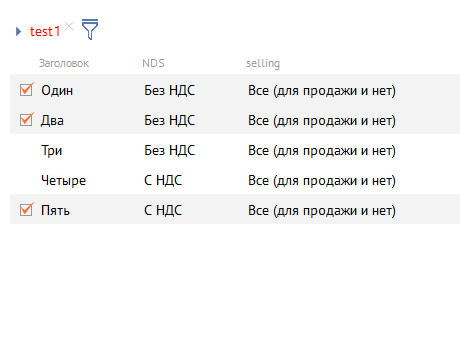 test1
Заголовок NDS selling
Один Без НДС Все (для продажи и нет)
Два Без НДС Все (для продажи и нет)
Три Без НДС Все (для продажи и нет)
Четыре С НДС Все (для продажи и нет)
Пять С НДС Все (для продажи и нет)